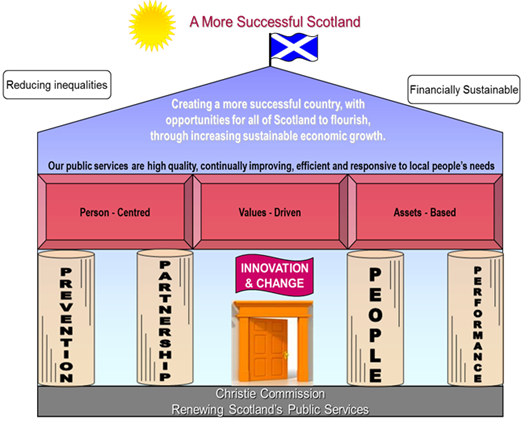 A More Successful Scotland
Reducing inequalities
Financially Sustainable
Creating a more successful country, with
opportunities for all of Scotland to flourish,
through increasing sustainable economic growth.
Our public services are high quality, continually improving, efficient and responsive to local people's needs
Person - Centred
Values - Driven
Assets - Based
PREVENTION
PARTNERSHIP
INNOVATION
& CHANGE
PEOPLE
PERFORMANCE
Christie Commission
Renewing Scotland's Public Services